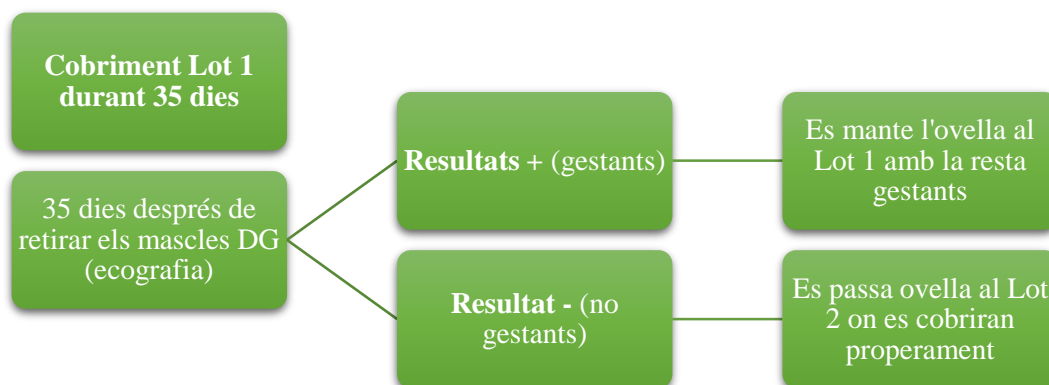 Cobriment Lot 1
durant 35 dies
35 dies després de
retirar els mascles DG
(ecografia)
Resultats + (gestants)
Es mante l'ovella al
Lot 1 amb la resta
gestants
Resultat - (no
gestants)
Es passa ovella al Lot
2 on es cobriran
properament